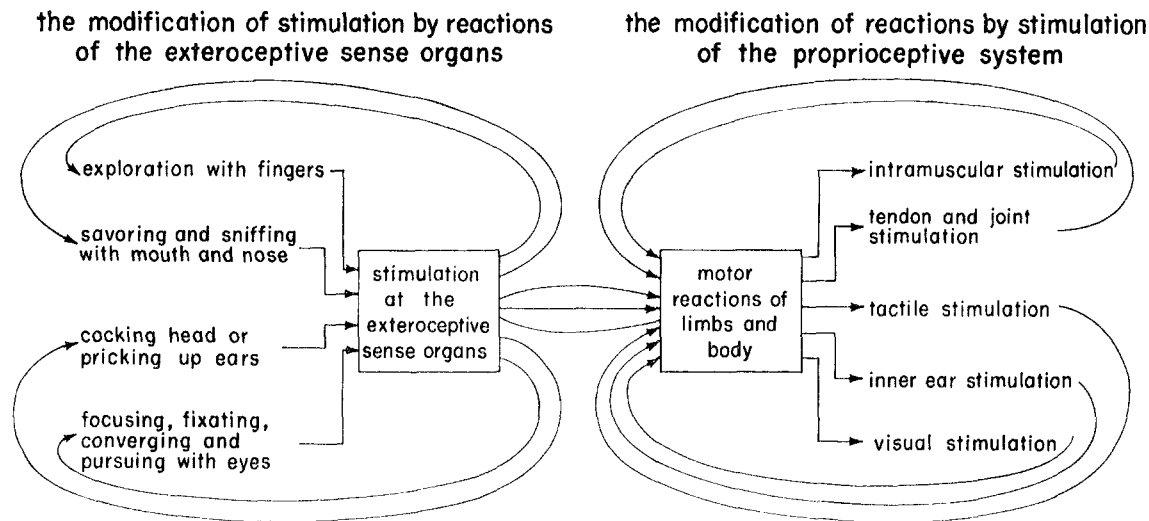 the modification of stimulation by reactions
of the exteroceptive sense organs
exploration with fingers
savoring and sniffing
with mouth and nose
cocking head or
pricking up ears
focusing, fixating,
converging and
pursuing with eyes
stimulation
at the
exteroceptive
sense organs
the modification of reactions by stimulation
of the proprioceptive system
motor
reactions of
limbs and
body
intramuscular stimulation
tendon and joint
stimulation
tactile stimulation
inner ear stimulation
visual stimulation